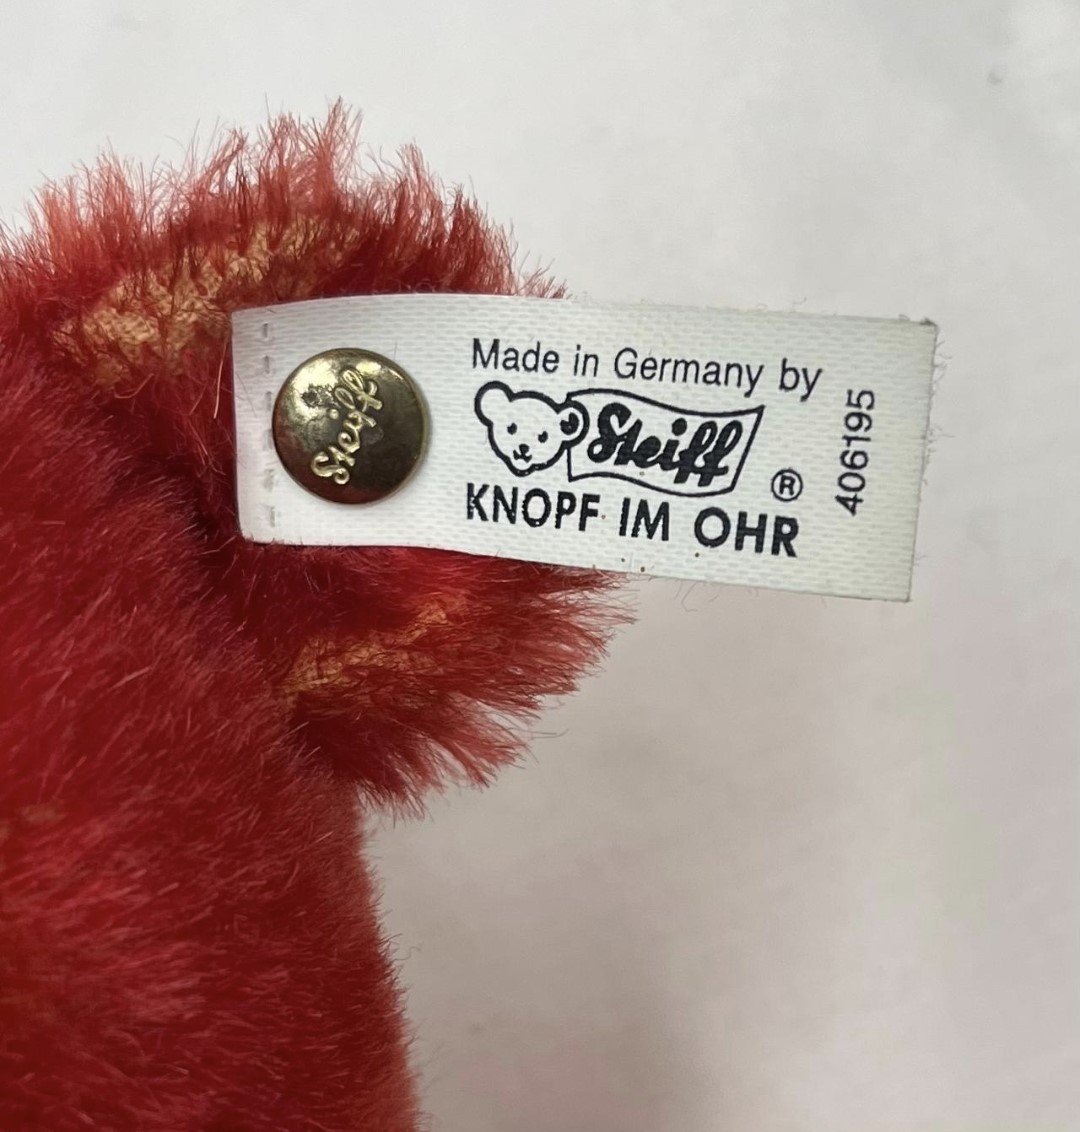 Steiff
Made in Germany by
Steiff
®
KNOPF IM OHR
406195